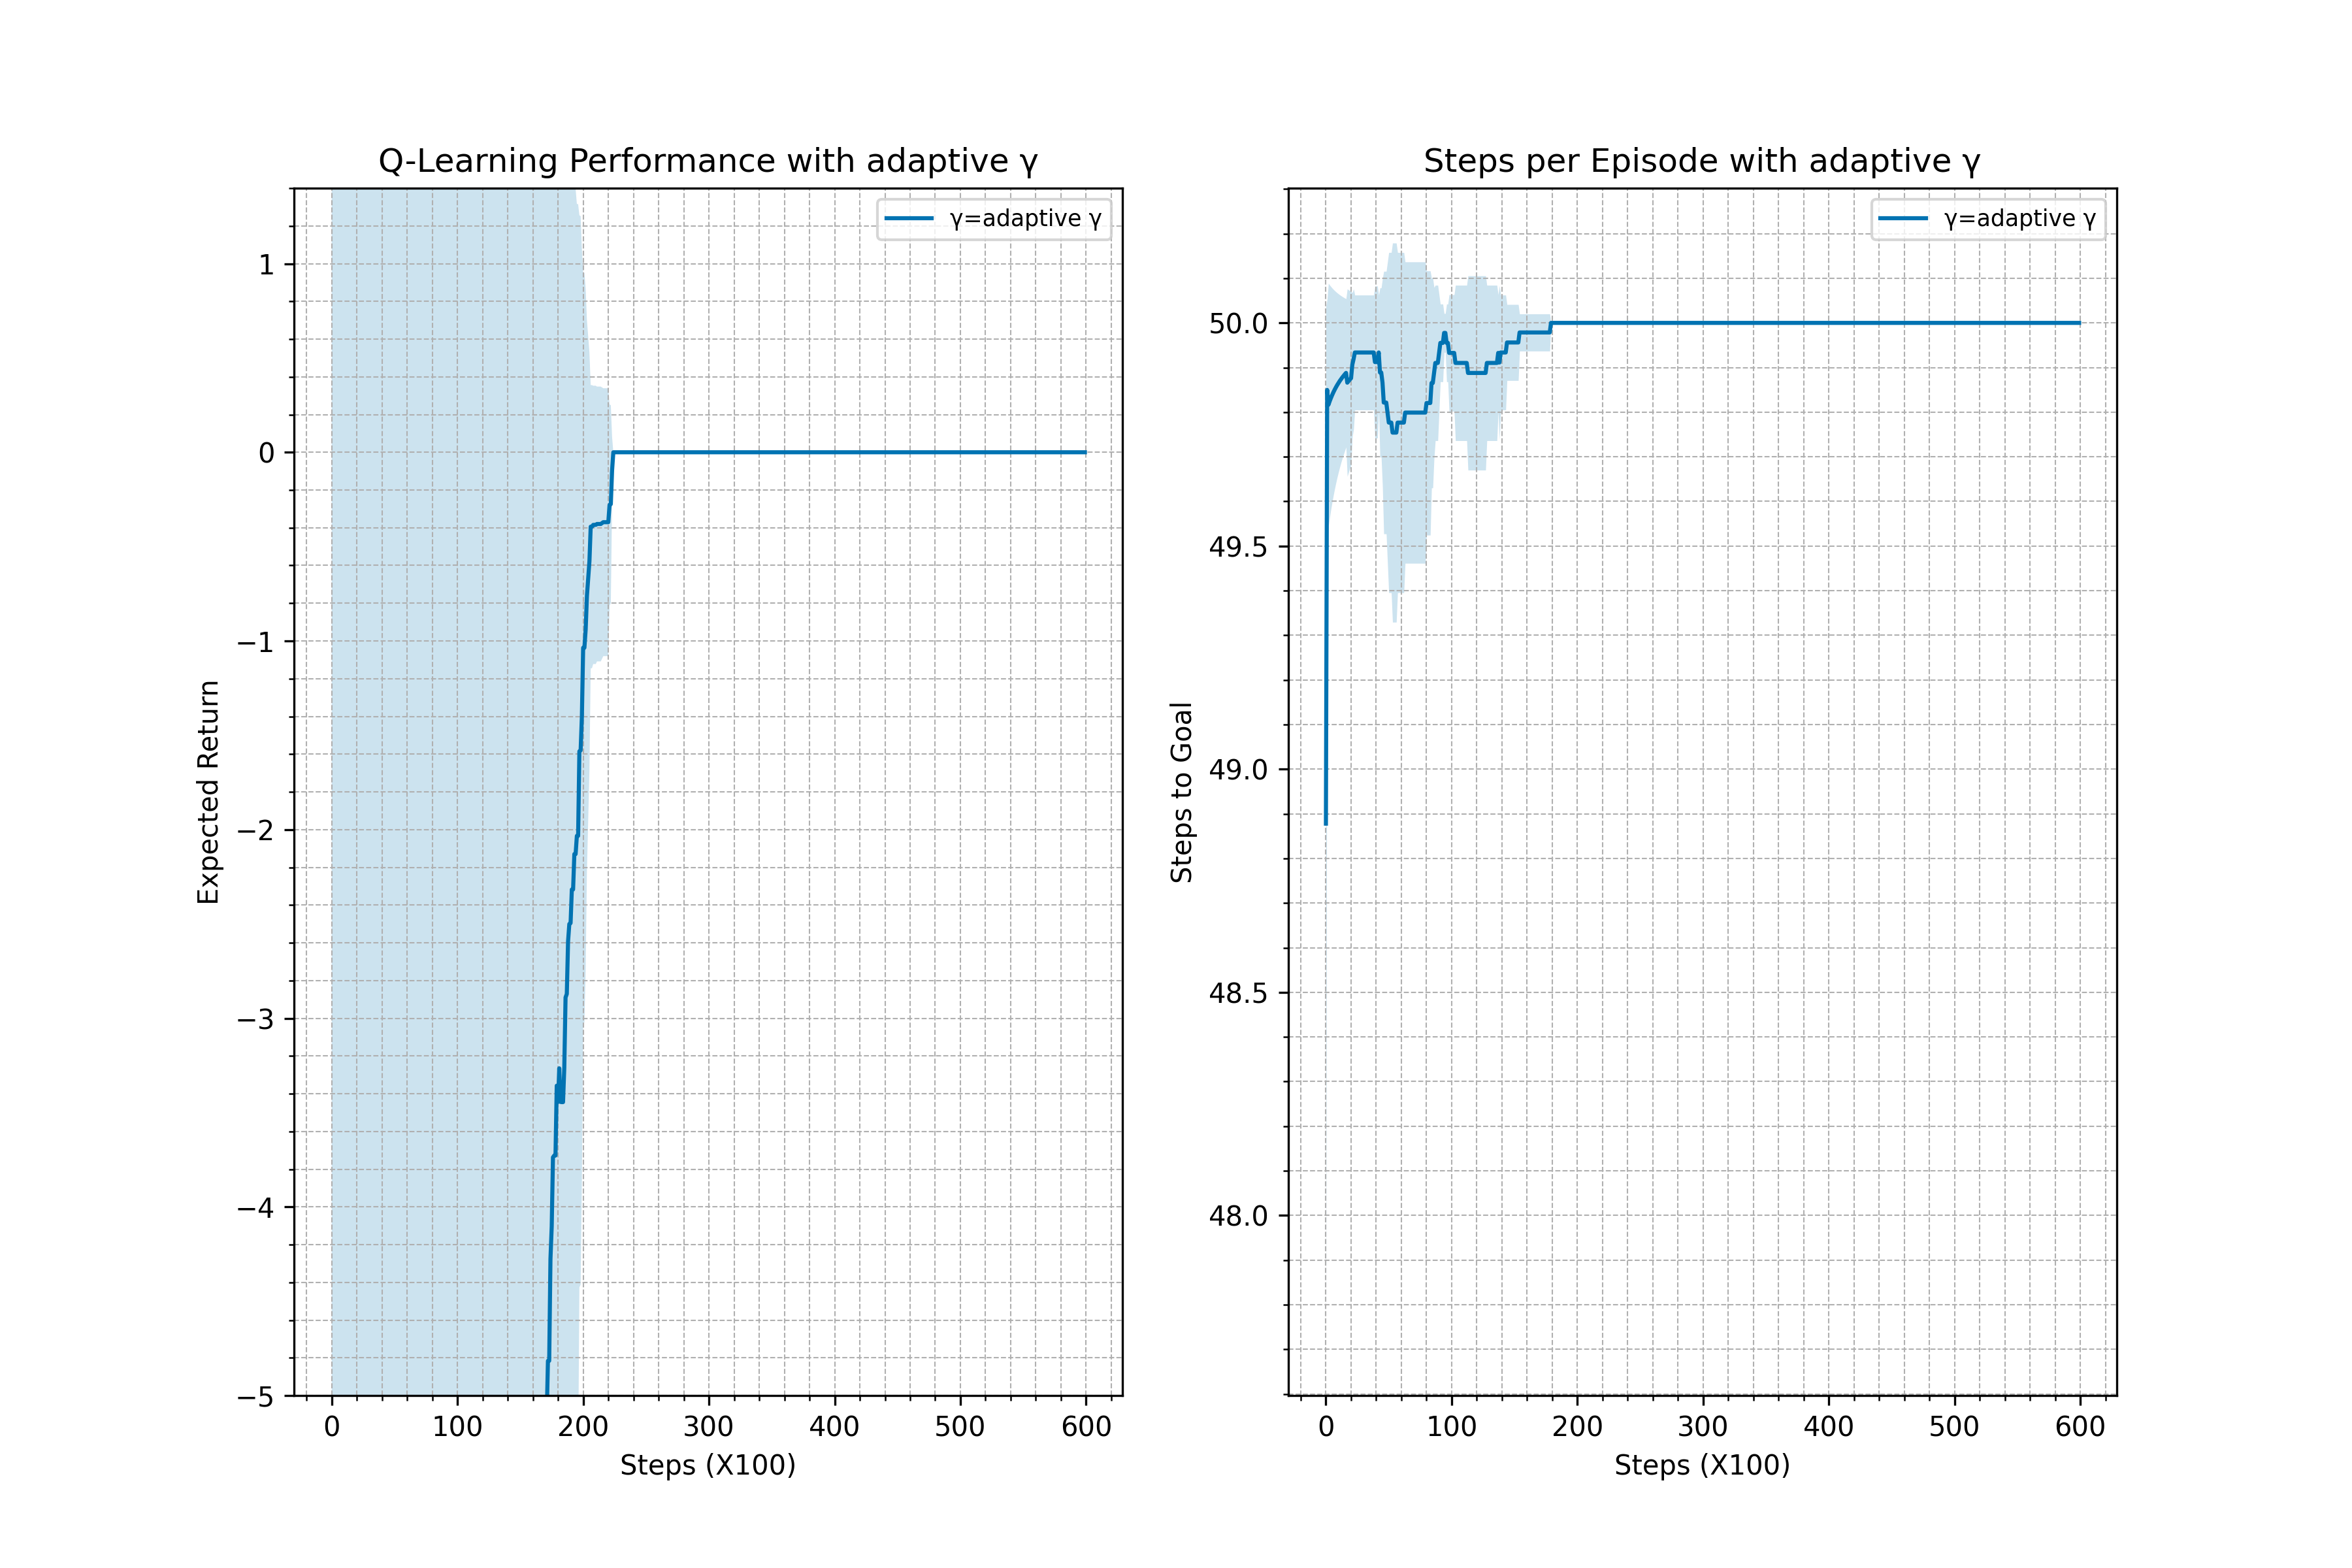 Q-Learning Performance with adaptive γ
γ=adaptive γ
1
0
−1
−2
−3
−4
−5
Expected Return
0 100 200 300 400 500 600
Steps (X100)
Steps per Episode with adaptive γ
γ=adaptive γ
50.0
49.5
49.0
48.5
48.0
Steps to Goal
0 100 200 300 400 500 600
Steps (X100)